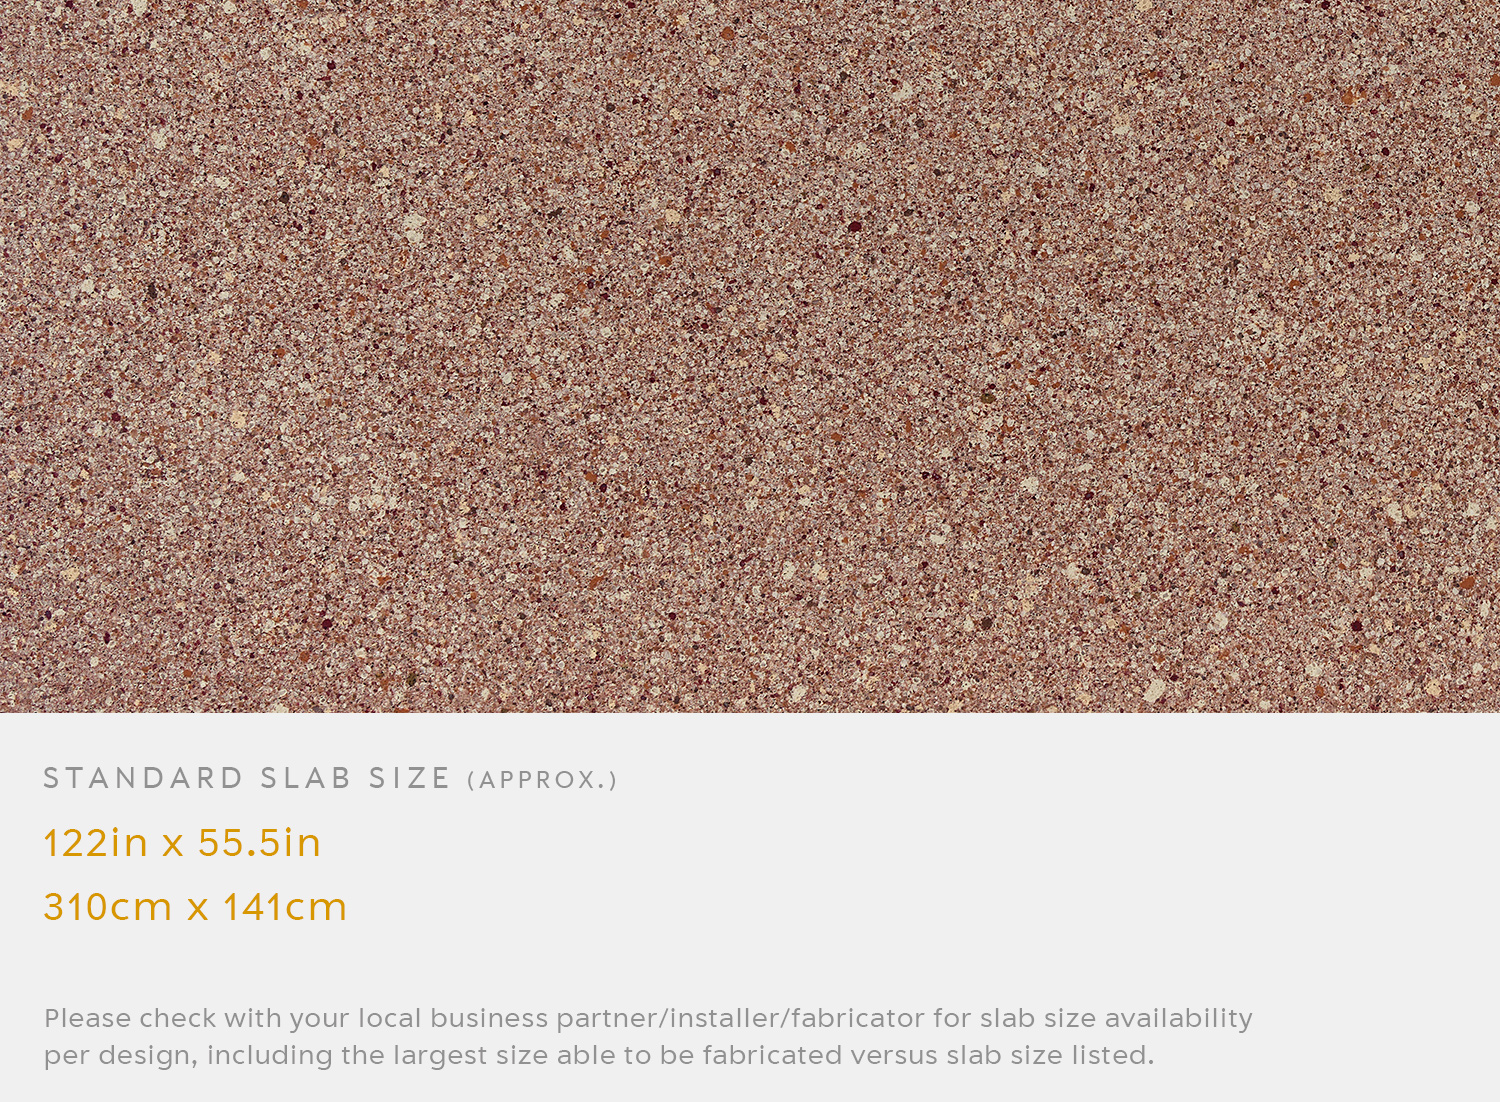 STANDARD SLAB SIZE (APPROX.)
122in x 55.5in
310cm x 141cm
Please check with your local business partner/installer/fabricator for slab size availability
per design, including the largest size able to be fabricated versus slab size listed.